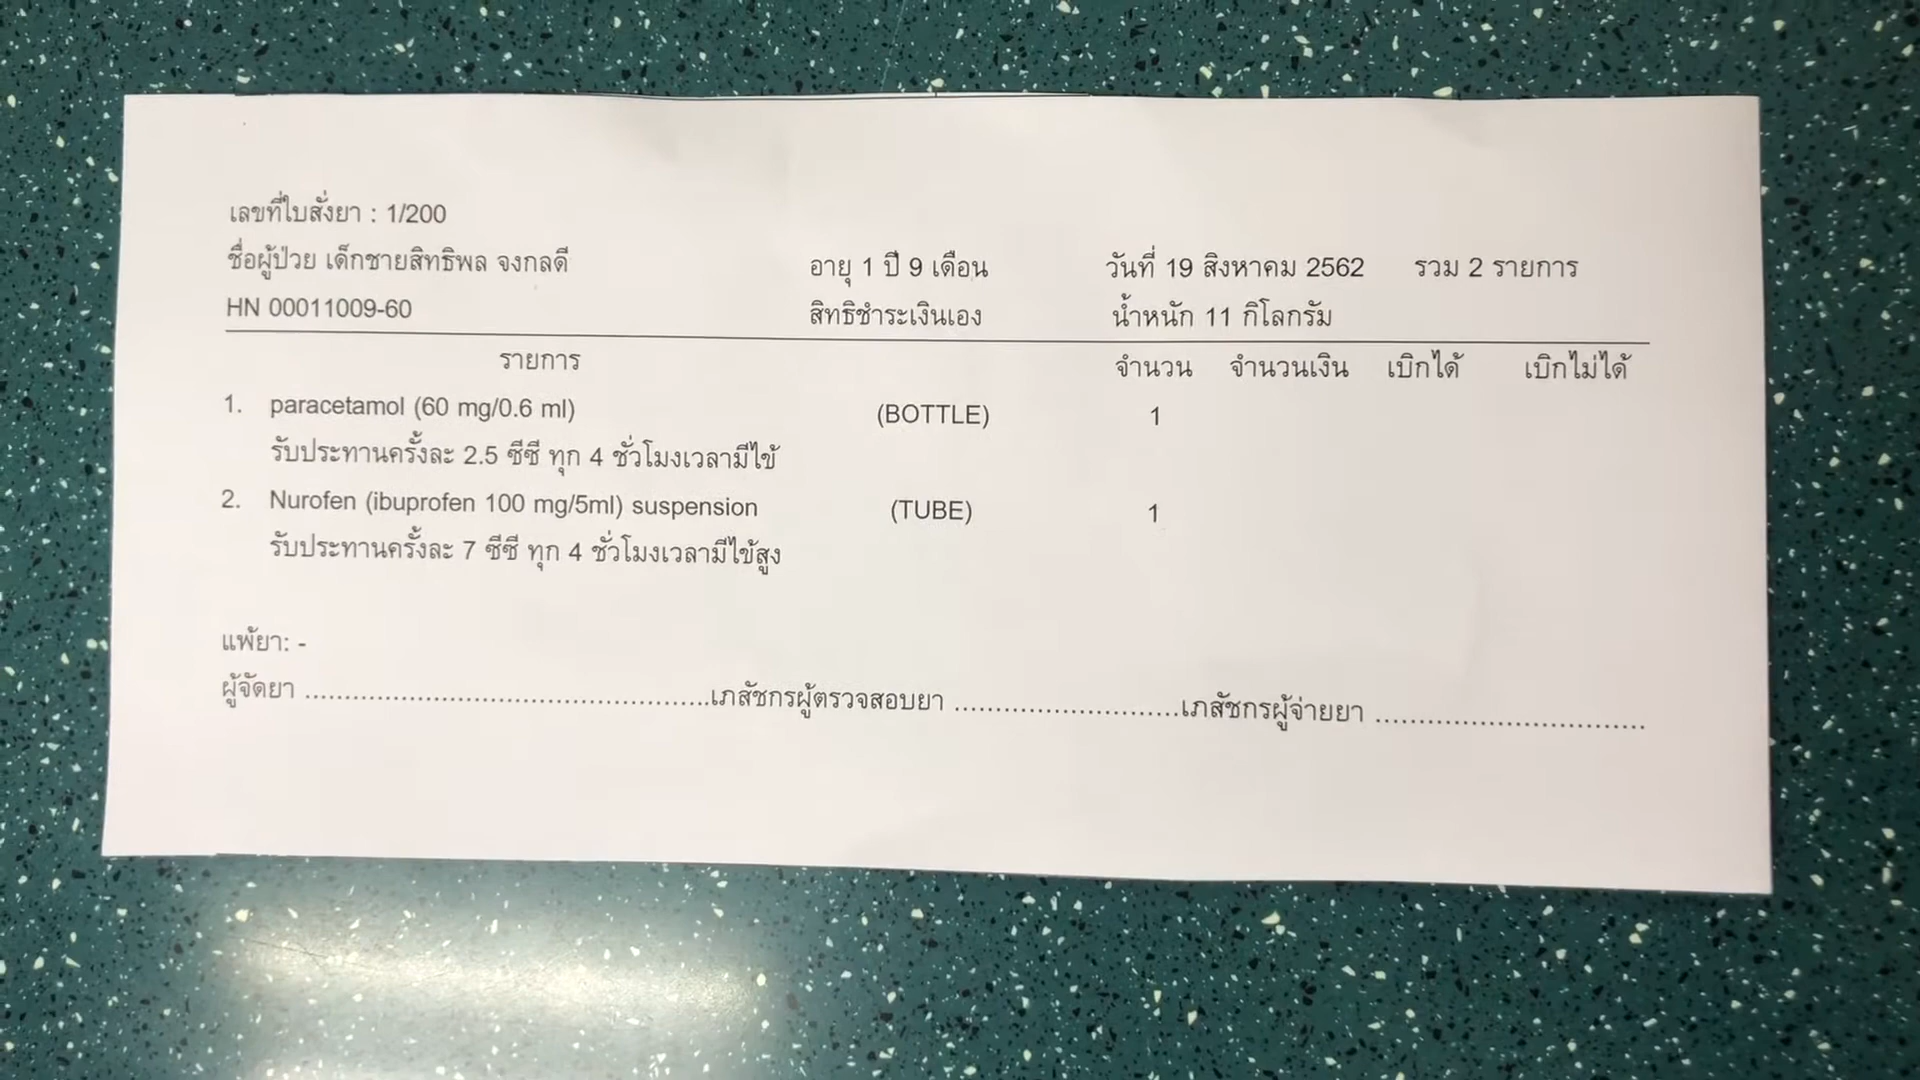 เลขที่ใบสั่งยา : 1/200
ชื่อผู้ป่วย เด็กชายสิทธิพล จงกลดี อายุ 1 ปี 9 เดือน วันที่ 19 สิงหาคม 2562 รวม 2 รายการ
HN 00011009-60 สิทธิชำระเงินเอง น้ำหนัก 11 กิโลกรัม
รายการ จำนวน จำนวนเงิน เบิกได้ เบิกไม่ได้
1. paracetamol (60 mg/0.6 ml) (BOTTLE) 1
รับประทานครั้งละ 2.5 ซีซี ทุก 4 ชั่วโมงเวลามีไข้
2. Nurofen (ibuprofen 100 mg/5ml) suspension (TUBE) 1
รับประทานครั้งละ 7 ซีซี ทุก 4 ชั่วโมงเวลามีไข้สูง
แพ้ยา: -
ผู้จัดยา ..................................................เภสัชกรผู้ตรวจสอบยา ............................เภสัชกรผู้จ่ายยา .................................